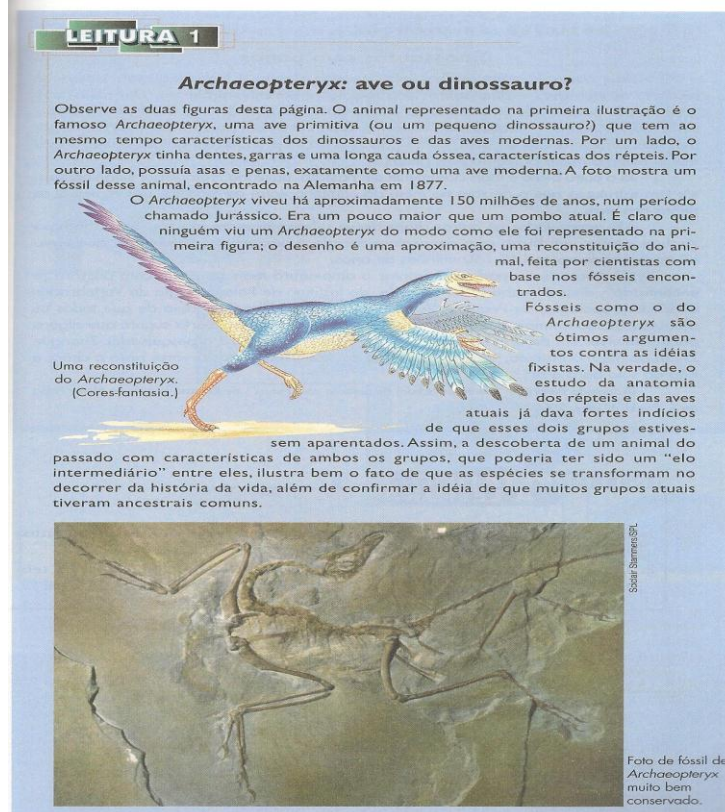 LEITURA 1
Archaeopteryx: ave ou dinossauro?
Observe as duas figuras desta página. O animal representado na primeira ilustração é o
famoso Archaeopteryx, uma ave primitiva (ou um pequeno dinossauro?) que tem ao
mesmo tempo características dos dinossauros e das aves modernas. Por um lado, o
Archaeopteryx tinha dentes, garras e uma longa cauda óssea, características dos répteis. Por
outro lado, possuía asas e penas, exatamente como uma ave moderna. A foto mostra um
fóssil desse animal, encontrado na Alemanha em 1877.
O Archaeopteryx viveu há aproximadamente 150 milhões de anos, num período
chamado Jurássico. Era um pouco maior que um pombo atual. É claro que
ninguém viu um Archaeopteryx do modo como ele foi representado na pri-
meira figura; o desenho é uma aproximação, uma reconstituição do ani-
mal, feita por cientistas com
base nos fósseis encon-
trados.
Fósseis como o do
Archaeopteryx são
ótimos argumen-
tos contra as idéias
fixistas. Na verdade, o
estudo da anatomia
dos répteis e das aves
atuais já dava fortes indícios
de que esses dois grupos estives-
sem aparentados. Assim, a descoberta de um animal do
passado com características de ambos os grupos, que poderia ter sido um “elo
intermediário” entre eles, ilustra bem o fato de que as espécies se transformam no
decorrer da história da vida, além de confirmar a idéia de que muitos grupos atuais
tiveram ancestrais comuns.
Uma reconstituição
do Archaeopteryx.
(Cores-fantasia.)
Foto de fóssil de
Archaeopteryx
muito bem
conservado.